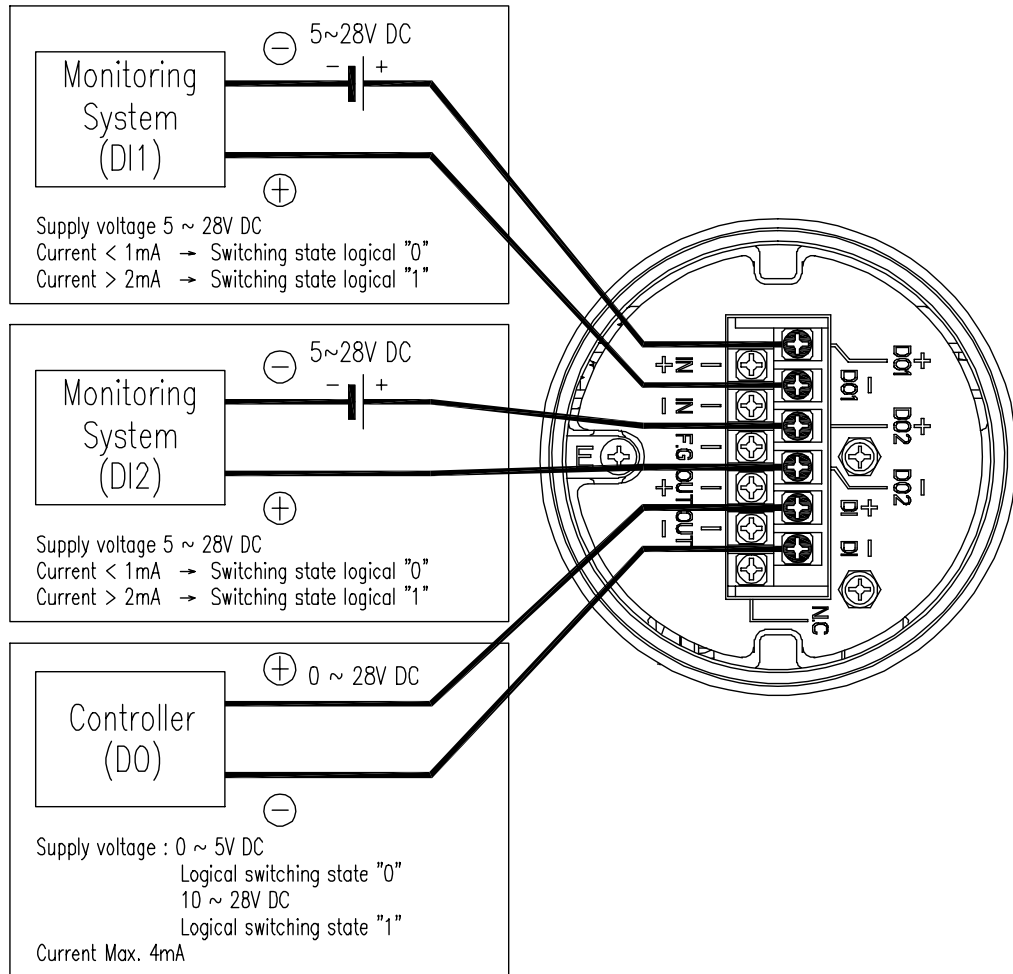 ⊖ 5~28V DC
− +
Monitoring
System
(DI1)
⊕
Supply voltage 5 ~ 28V DC
Current < 1mA → Switching state logical "0"
Current > 2mA → Switching state logical "1"
⊖ 5~28V DC
− +
Monitoring
System
(DI2)
⊕
Supply voltage 5 ~ 28V DC
Current < 1mA → Switching state logical "0"
Current > 2mA → Switching state logical "1"
⊕ 0 ~ 28V DC
Controller
(DO)
⊖
Supply voltage : 0 ~ 5V DC
Logical switching state "0"
10 ~ 28V DC
Logical switching state "1"
Current Max. 4mA
+ IN −
− IN −
F.G −
+ OUT −
− OUT −
E
DO1 +
DO1 −
DO2 +
DO2 −
DI +
DI −
N.C